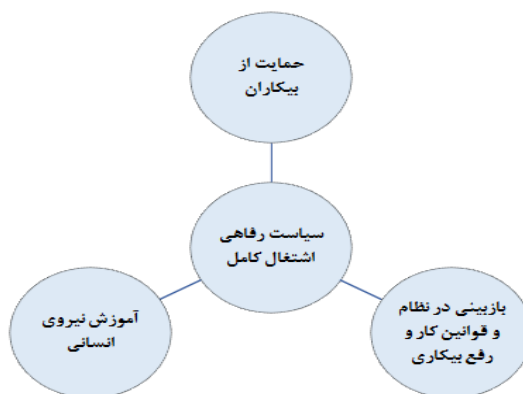 حمایت از
بیکاران
سیاست رفاهی
اشتغال کامل
بازبینی در نظام
و قوانین کار و
رفع بیکاری
آموزش نیروی
انسانی